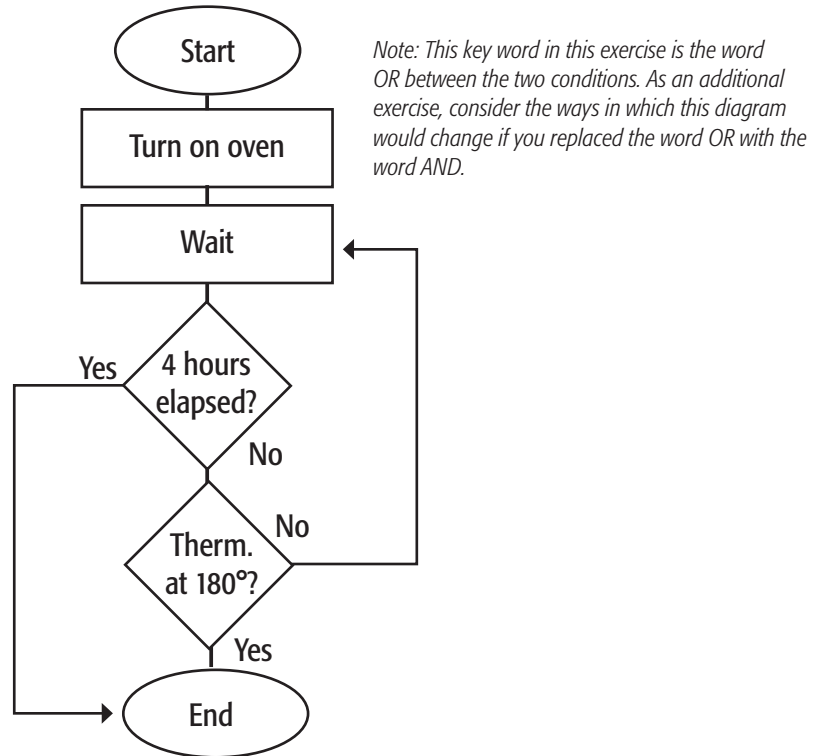 Start
Note: This key word in this exercise is the word
OR between the two conditions. As an additional
exercise, consider the ways in which this diagram
would change if you replaced the word OR with the
word AND.
Turn on oven
Wait
Yes
4 hours
elapsed?
No
No
Therm.
at 180°?
Yes
End